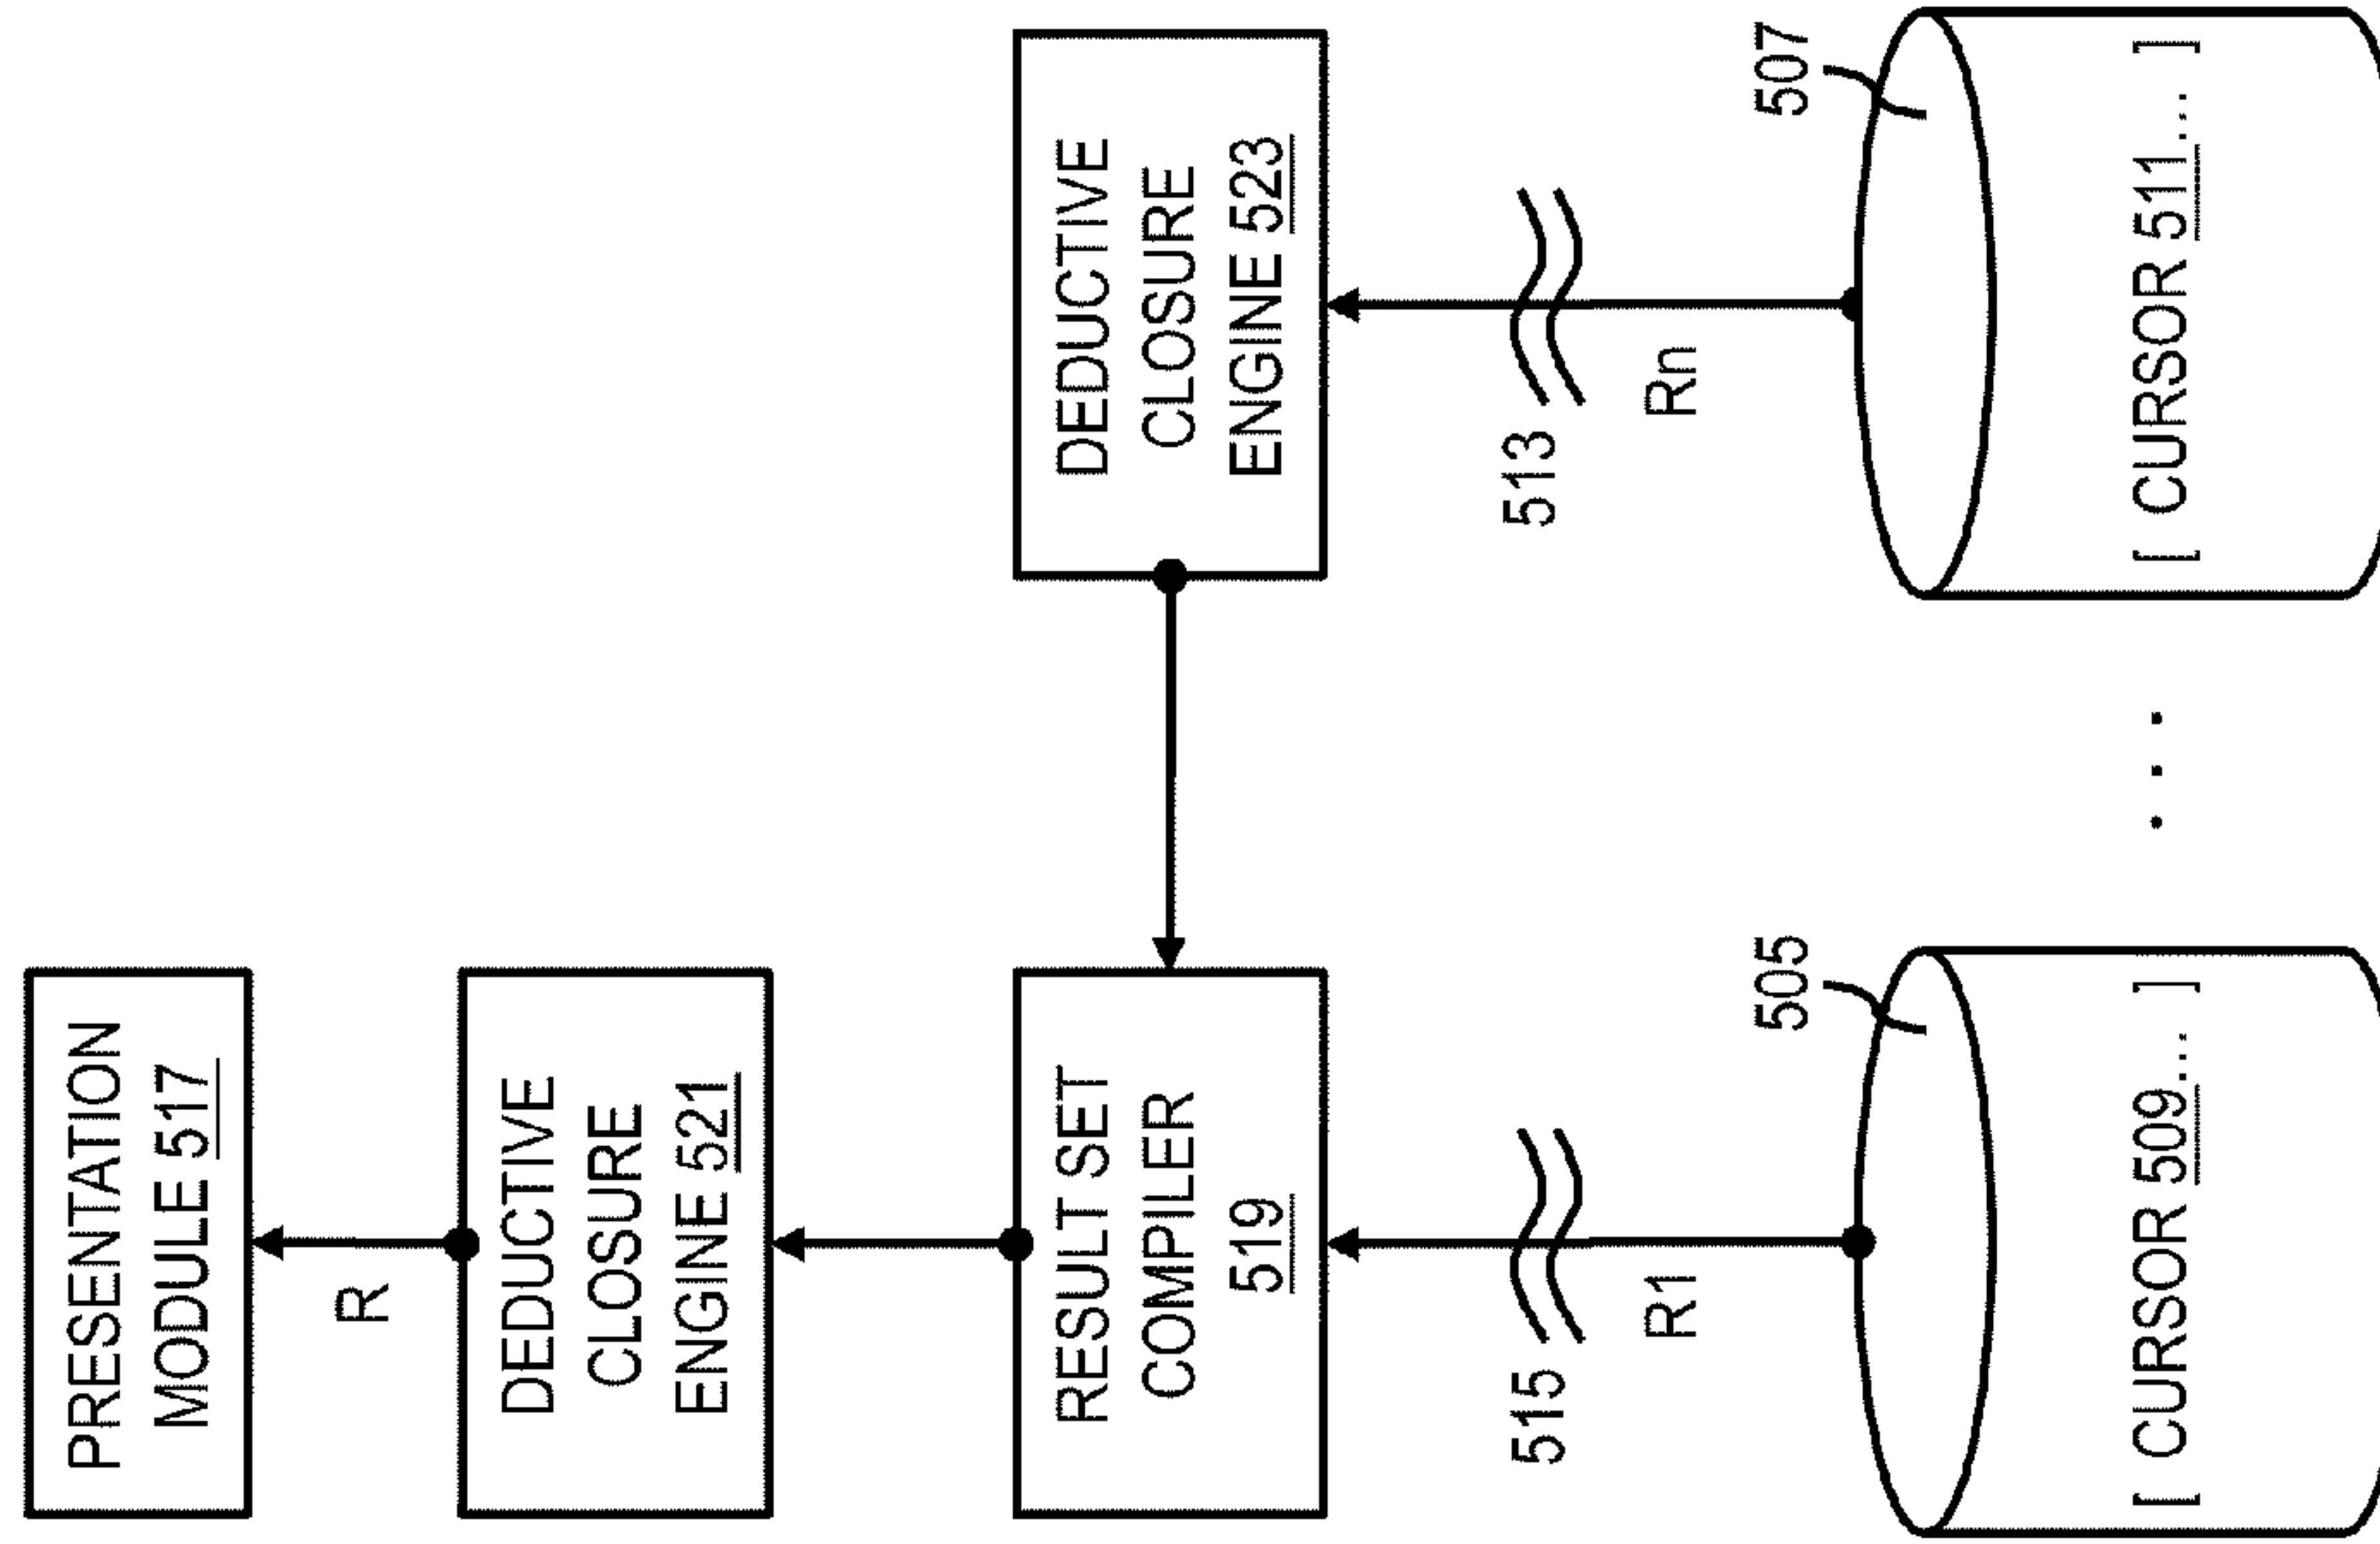 PRESENTATION
MODULE 517
R
DEDUCTIVE
CLOSURE
ENGINE 521
RESULT SET
COMPILER
519
DEDUCTIVE
CLOSURE
ENGINE 523
515
R1
513
Rn
505
[ CURSOR 509... ]
. . .
507
[ CURSOR 511... ]